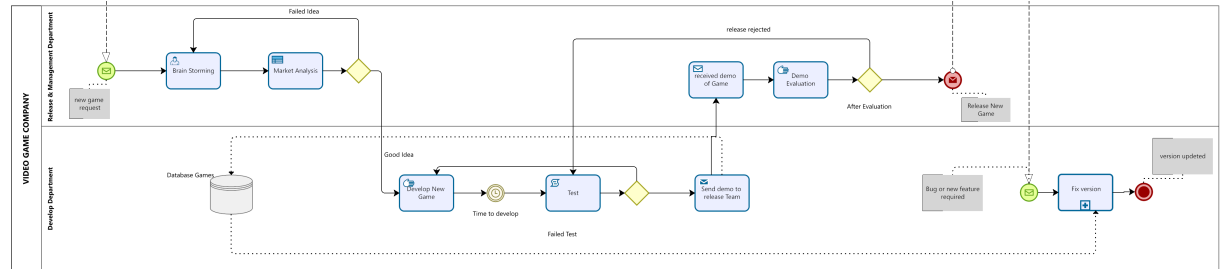 VIDEO GAME COMPANY
Release & Management Department
Failed Idea
Brain Storming
Market Analysis
new game
request
release rejected
received demo
of Game
Demo
Evaluation
After Evaluation
Release New
Game
Develop Department
Good Idea
Database Games
Develop New
Game
Time to develop
Test
Failed Test
Send demo to
release Team
Bug or new feature
required
Fix version
version updated